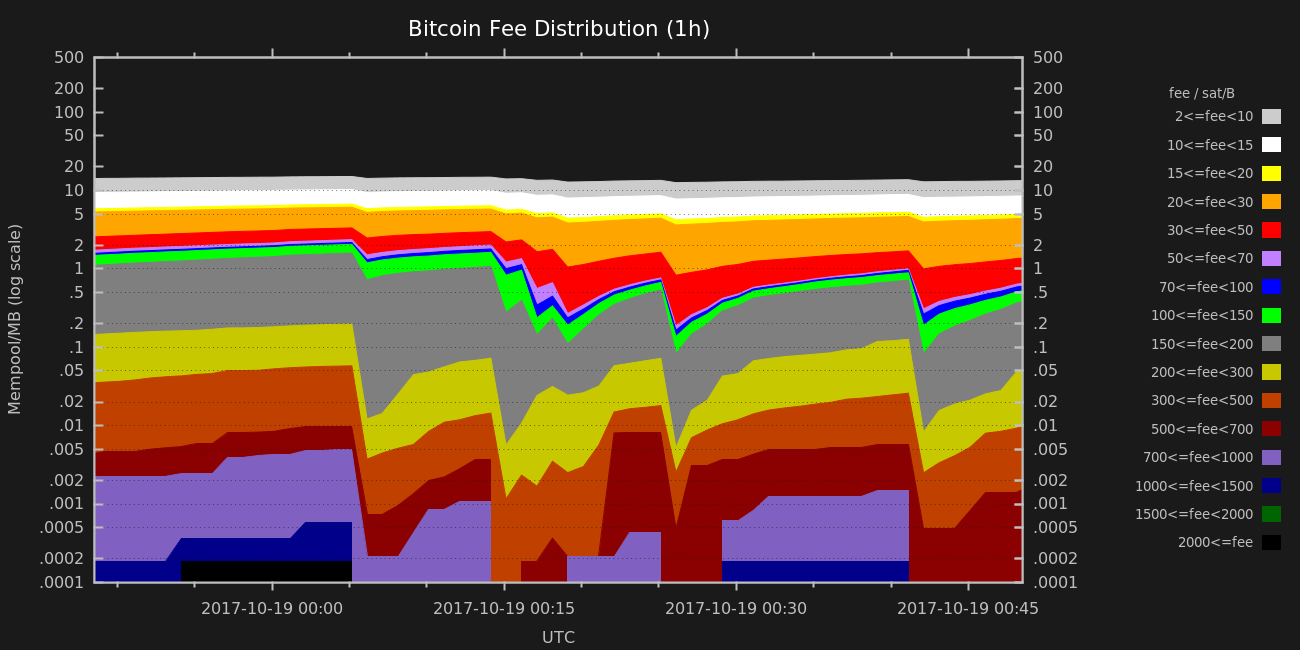 Bitcoin Fee Distribution (1h)
500
200
100
50
20
10
5
2
1
.5
.2
.1
.05
.02
.01
.005
.002
.001
.0005
.0002
.0001
Mempool/MB (log scale)
500
200
100
50
20
10
5
2
1
.5
.2
.1
.05
.02
.01
.005
.002
.001
.0005
.0002
.0001
2017-10-19 00:00
2017-10-19 00:15
2017-10-19 00:30
2017-10-19 00:45
UTC
fee / sat/B
2<=fee<10
10<=fee<15
15<=fee<20
20<=fee<30
30<=fee<50
50<=fee<70
70<=fee<100
100<=fee<150
150<=fee<200
200<=fee<300
300<=fee<500
500<=fee<700
700<=fee<1000
1000<=fee<1500
1500<=fee<2000
2000<=fee